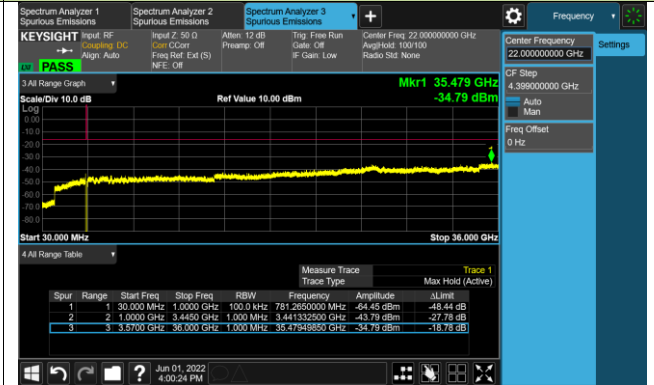 Spectrum Analyzer 1
Spurious Emissions
Spectrum Analyzer 2
Spurious Emissions
Spectrum Analyzer 3
Spurious Emissions
Frequency
KEYSIGHT
Input: RF
Coupling: DC
Align: Auto
Input Z: 50 Ω
Corr CCorr
Freq Ref: Ext (S)
NFE: Off
Atten: 12 dB
Preamp: Off
Trig: Free Run
Gate: Off
IF Gain: Low
Center Freq: 22.000000000 GHz
Avg|Hold: 100/100
Radio Std: None
PASS
Center Frequency
22.000000000 GHz
Settings
CF Step
4.399000000 GHz
Auto
Man
Freq Offset
0 Hz
3 All Range Graph
Mkr1 35.479 GHz
Scale/Div 10.0 dB
Ref Value 10.00 dBm
-34.79 dBm
Log
0.00
-10.0
-20.0
-30.0
-40.0
-50.0
-60.0
-70.0
-80.0
1
Start 30.000 MHz
Stop 36.000 GHz
4 All Range Table
Measure Trace
Trace 1
Trace Type
Max Hold (Active)
Spur Range Start Freq Stop Freq RBW Frequency Amplitude ΔLimit
1 1 30.000 MHz 1.0000 GHz 100.0 kHz 781.2650000 MHz -64.45 dBm -48.44 dB
2 2 1.0000 GHz 3.4450 GHz 1.000 MHz 3.441332500 GHz -43.79 dBm -27.78 dB
3 3 3.5700 GHz 36.000 GHz 1.000 MHz 35.47949850 GHz -34.79 dBm -18.78 dB
Jun 01, 2022
4:00:24 PM